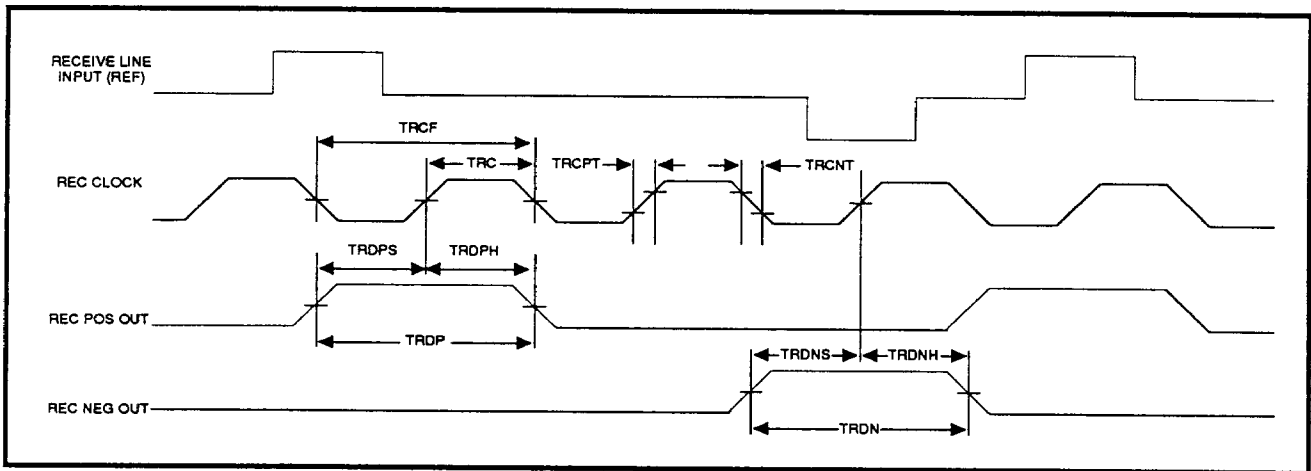 RECEIVE LINE
INPUT (REF)
TRCF
TRC
TRCPT
TRCNT
REC CLOCK
TRDPS
TRDPH
REC POS OUT
TRDP
TRDNS
TRDNH
REC NEG OUT
TRDN